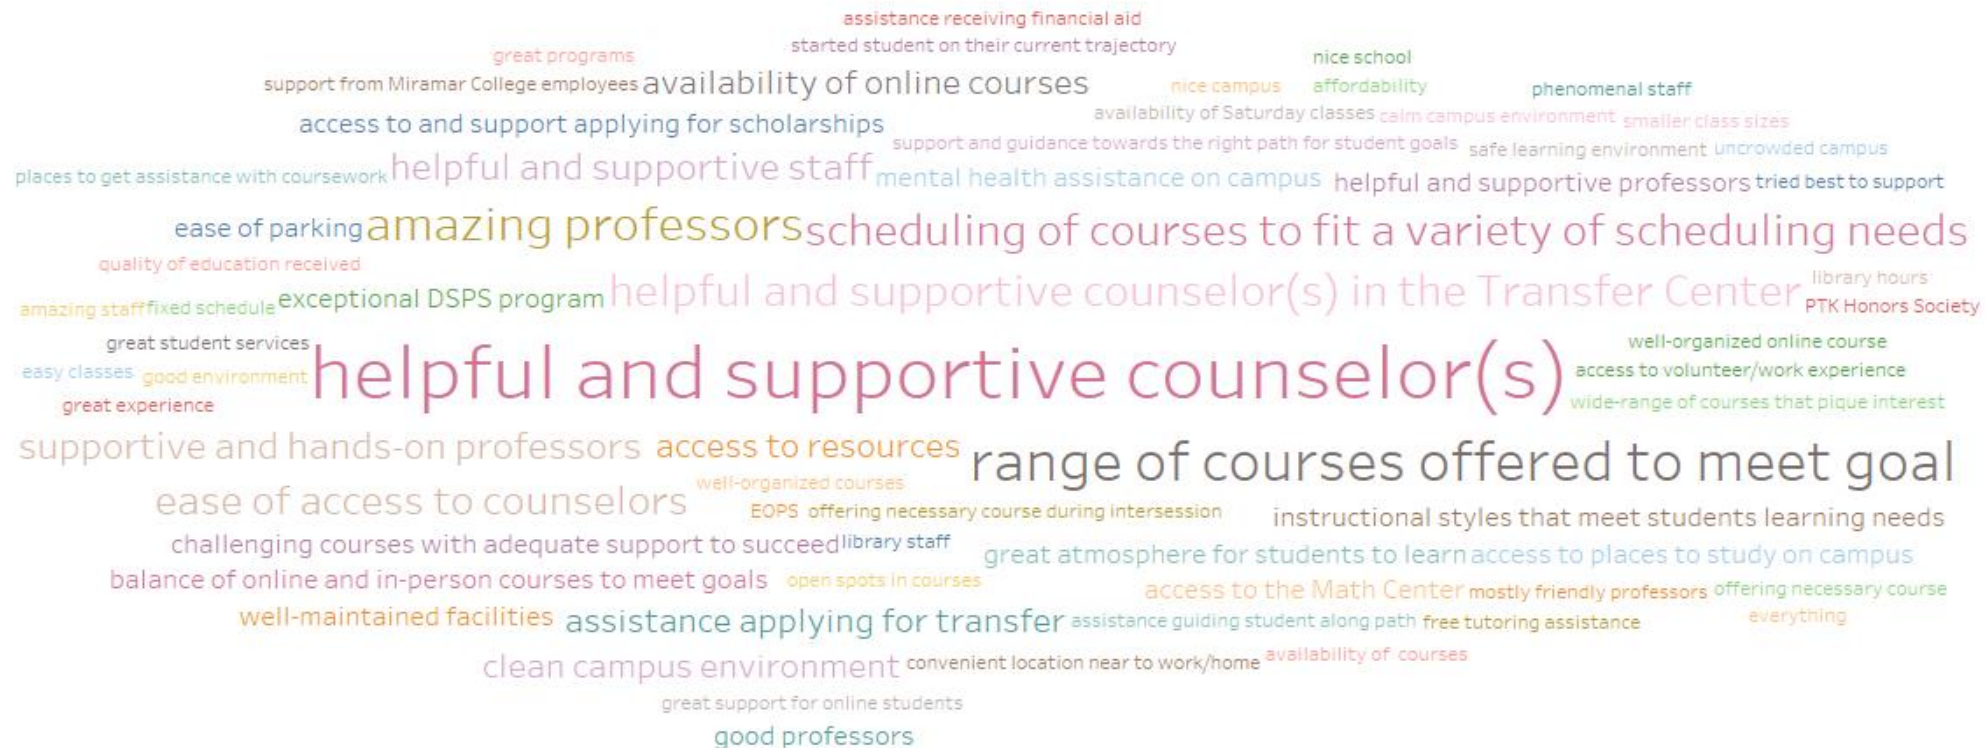 assistance receiving financial aid
started student on their current trajectory
great programs
nice school
support from Miramar College employees
availability of online courses
nice campus
affordability
phenomenal staff
access to and support applying for scholarships
availability of Saturday classes
calm campus environment
smaller class sizes
support and guidance towards the right path for student goals
safe learning environment
uncrowded campus
places to get assistance with coursework
helpful and supportive staff
mental health assistance on campus
helpful and supportive professors
tried best to support
ease of parking
amazing professors
scheduling of courses to fit a variety of scheduling needs
quality of education received
amazing staff
fixed schedule
exceptional DSPS program
helpful and supportive counselor(s) in the Transfer Center
library hours
PTK Honors Society
great student services
easy classes
good environment
great experience
helpful and supportive counselor(s)
well-organized online course
access to volunteer/work experience
wide-range of courses that pique interest
supportive and hands-on professors
access to resources
range of courses offered to meet goal
ease of access to counselors
well-organized courses
EOPS
offering necessary course during intersession
instructional styles that meet students learning needs
challenging courses with adequate support to succeed
library staff
great atmosphere for students to learn
access to places to study on campus
balance of online and in-person courses to meet goals
open spots in courses
access to the Math Center
mostly friendly professors
offering necessary course
well-maintained facilities
assistance applying for transfer
assistance guiding student along path
free tutoring assistance
everything
clean campus environment
convenient location near to work/home
availability of courses
great support for online students
good professors